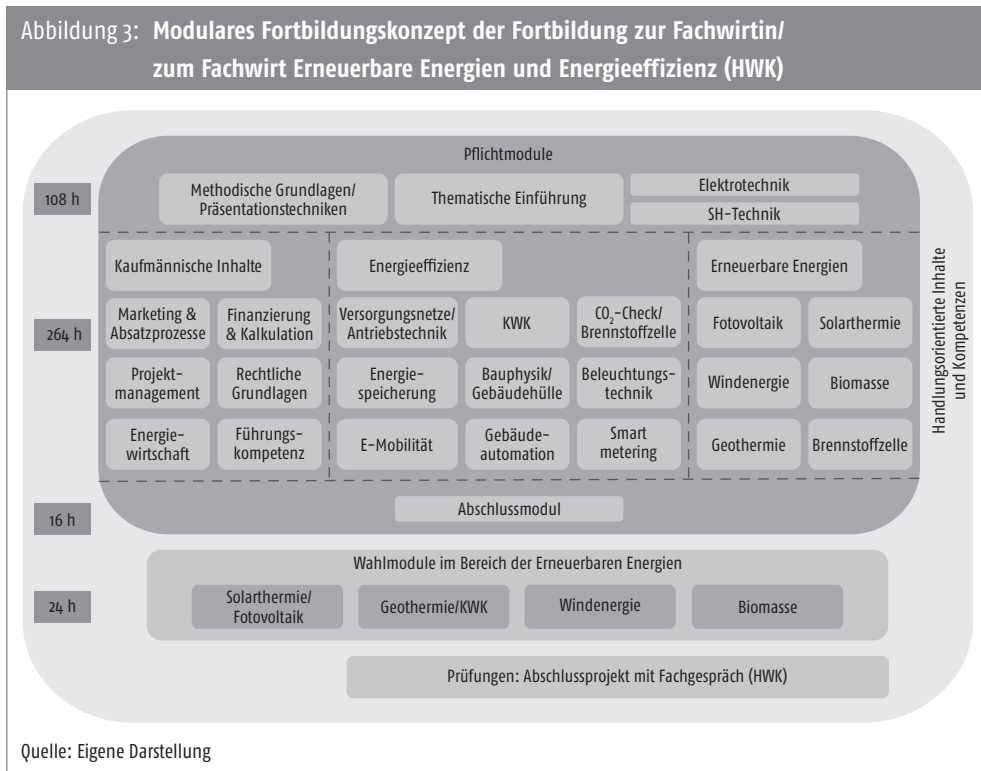 Abbildung 3: Modulares Fortbildungskonzept der Fortbildung zur Fachwirtin/
zum Fachwirt Erneuerbare Energien und Energieeffizienz (HWK)
Pflichtmodule
108 h
Methodische Grundlagen/
Präsentationstechniken
Thematische Einführung
Elektrotechnik
SH-Technik
264 h
Kaufmännische Inhalte
Marketing &
Absatzprozesse
Finanzierung
& Kalkulation
Projekt-
management
Rechtliche
Grundlagen
Energie-
wirtschaft
Führungs-
kompetenz
Energieeffizienz
Versorgungsnetze/
Antriebstechnik
KWK
CO₂-Check/
Brennstoffzelle
Energie-
speicherung
Bauphysik/
Gebäudehülle
Beleuchtungs-
technik
E-Mobilität
Gebäude-
automation
Smart
metering
Erneuerbare Energien
Fotovoltaik
Solarthermie
Windenergie
Biomasse
Geothermie
Brennstoffzelle
16 h
Abschlussmodul
Wahlmodule im Bereich der Erneuerbaren Energien
24 h
Solarthermie/
Fotovoltaik
Geothermie/KWK
Windenergie
Biomasse
Prüfungen: Abschlussprojekt mit Fachgespräch (HWK)
Handlungsorientierte Inhalte
und Kompetenzen
Quelle: Eigene Darstellung